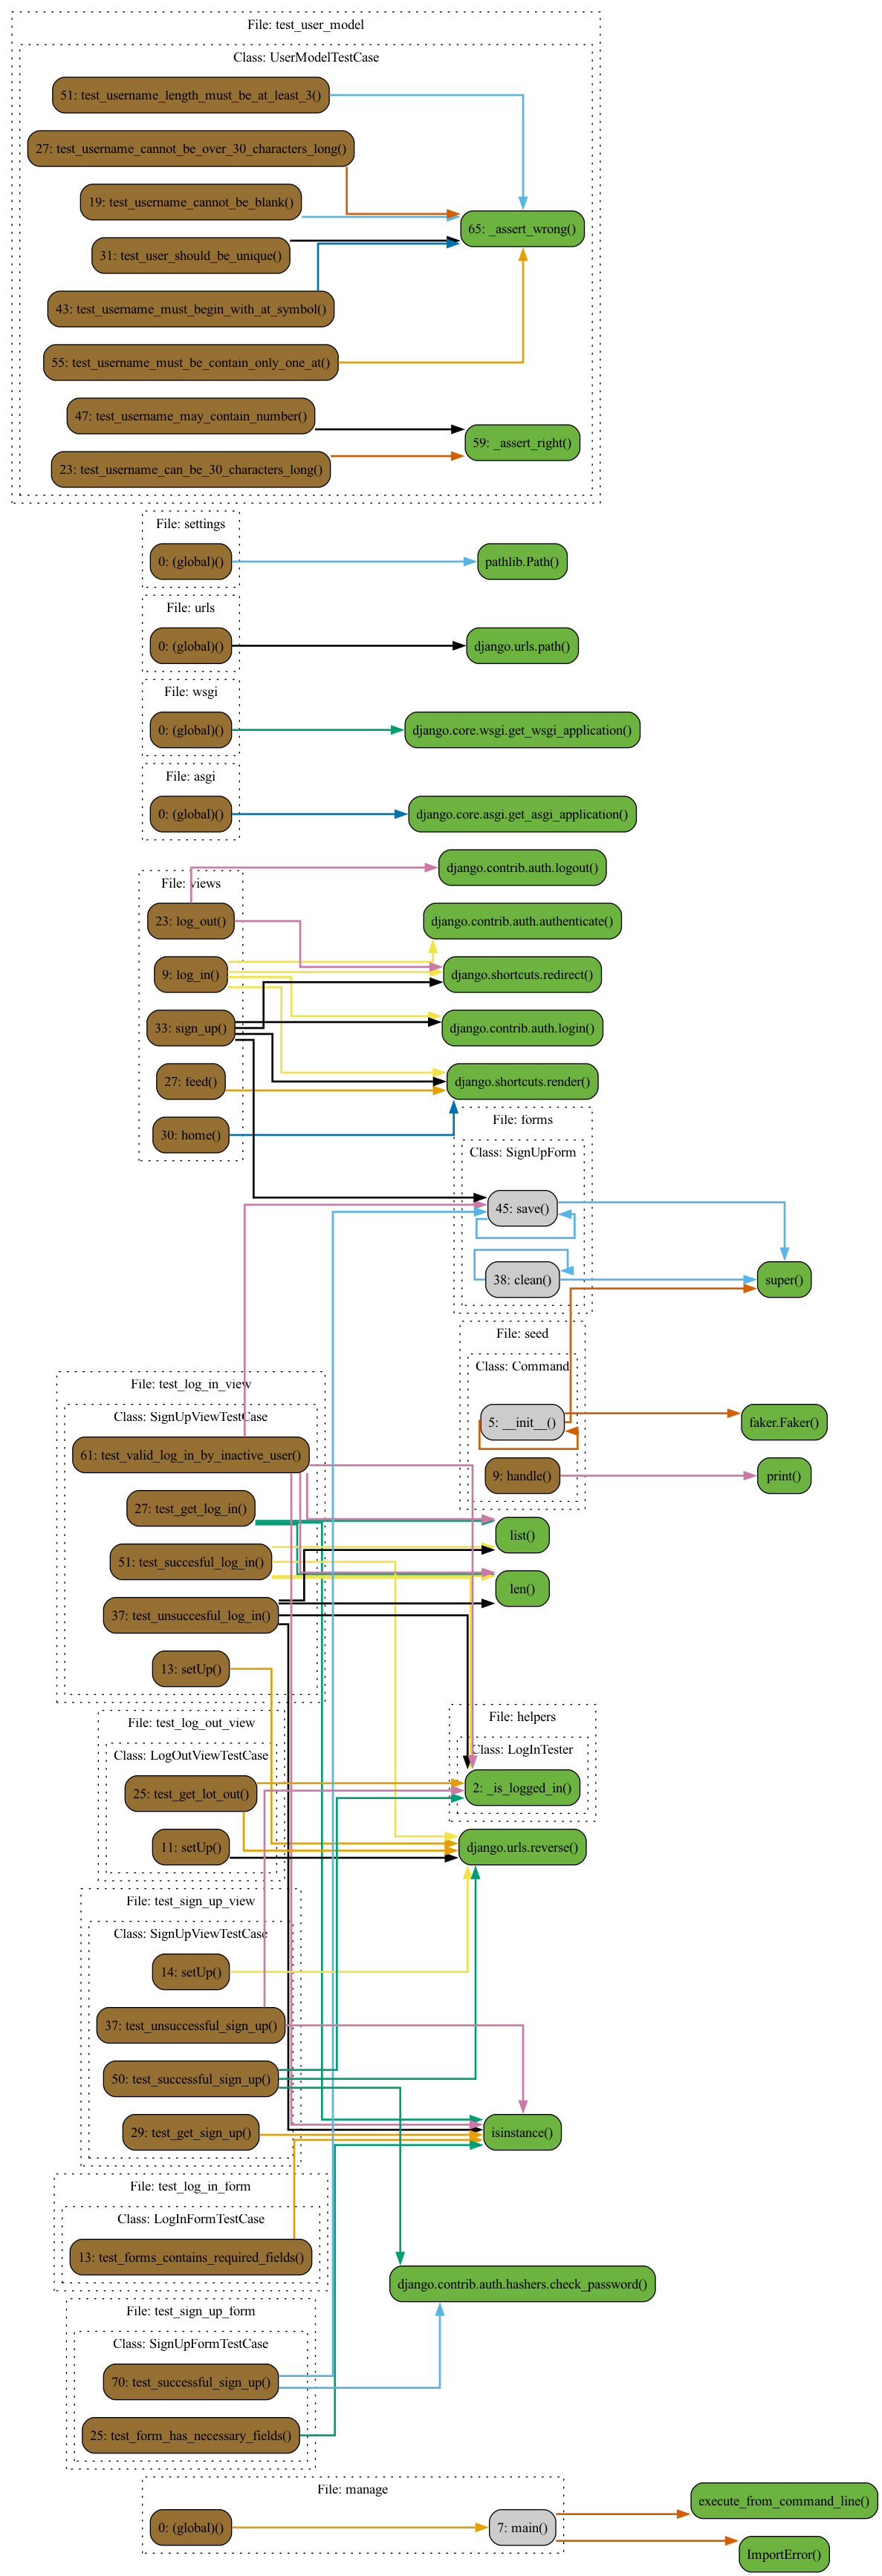 File: test_user_model
Class: UserModelTestCase
51: test_username_length_must_be_at_least_3()
27: test_username_cannot_be_over_30_characters_long()
19: test_username_cannot_be_blank()
65: _assert_wrong()
31: test_user_should_be_unique()
43: test_username_must_begin_with_at_symbol()
55: test_username_must_be_contain_only_one_at()
47: test_username_may_contain_number()
59: _assert_right()
23: test_username_can_be_30_characters_long()
File: settings
0: (global)()
pathlib.Path()
File: urls
0: (global)()
django.urls.path()
File: wsgi
0: (global)()
django.core.wsgi.get_wsgi_application()
File: asgi
0: (global)()
django.core.asgi.get_asgi_application()
django.contrib.auth.logout()
File: views
23: log_out()
django.contrib.auth.authenticate()
9: log_in()
django.shortcuts.redirect()
33: sign_up()
django.contrib.auth.login()
27: feed()
django.shortcuts.render()
30: home()
File: forms
Class: SignUpForm
45: save()
38: clean()
super()
File: seed
Class: Command
5: __init__()
faker.Faker()
9: handle()
print()
File: test_log_in_view
Class: SignUpViewTestCase
61: test_valid_log_in_by_inactive_user()
27: test_get_log_in()
list()
51: test_succesful_log_in()
len()
37: test_unsuccesful_log_in()
13: setUp()
File: helpers
Class: LogInTester
2: _is_logged_in()
File: test_log_out_view
Class: LogOutViewTestCase
25: test_get_lot_out()
11: setUp()
django.urls.reverse()
File: test_sign_up_view
Class: SignUpViewTestCase
14: setUp()
37: test_unsuccessful_sign_up()
50: test_successful_sign_up()
29: test_get_sign_up()
isinstance()
File: test_log_in_form
Class: LogInFormTestCase
13: test_forms_contains_required_fields()
django.contrib.auth.hashers.check_password()
File: test_sign_up_form
Class: SignUpFormTestCase
70: test_successful_sign_up()
25: test_form_has_necessary_fields()
File: manage
0: (global)()
7: main()
execute_from_command_line()
ImportError()